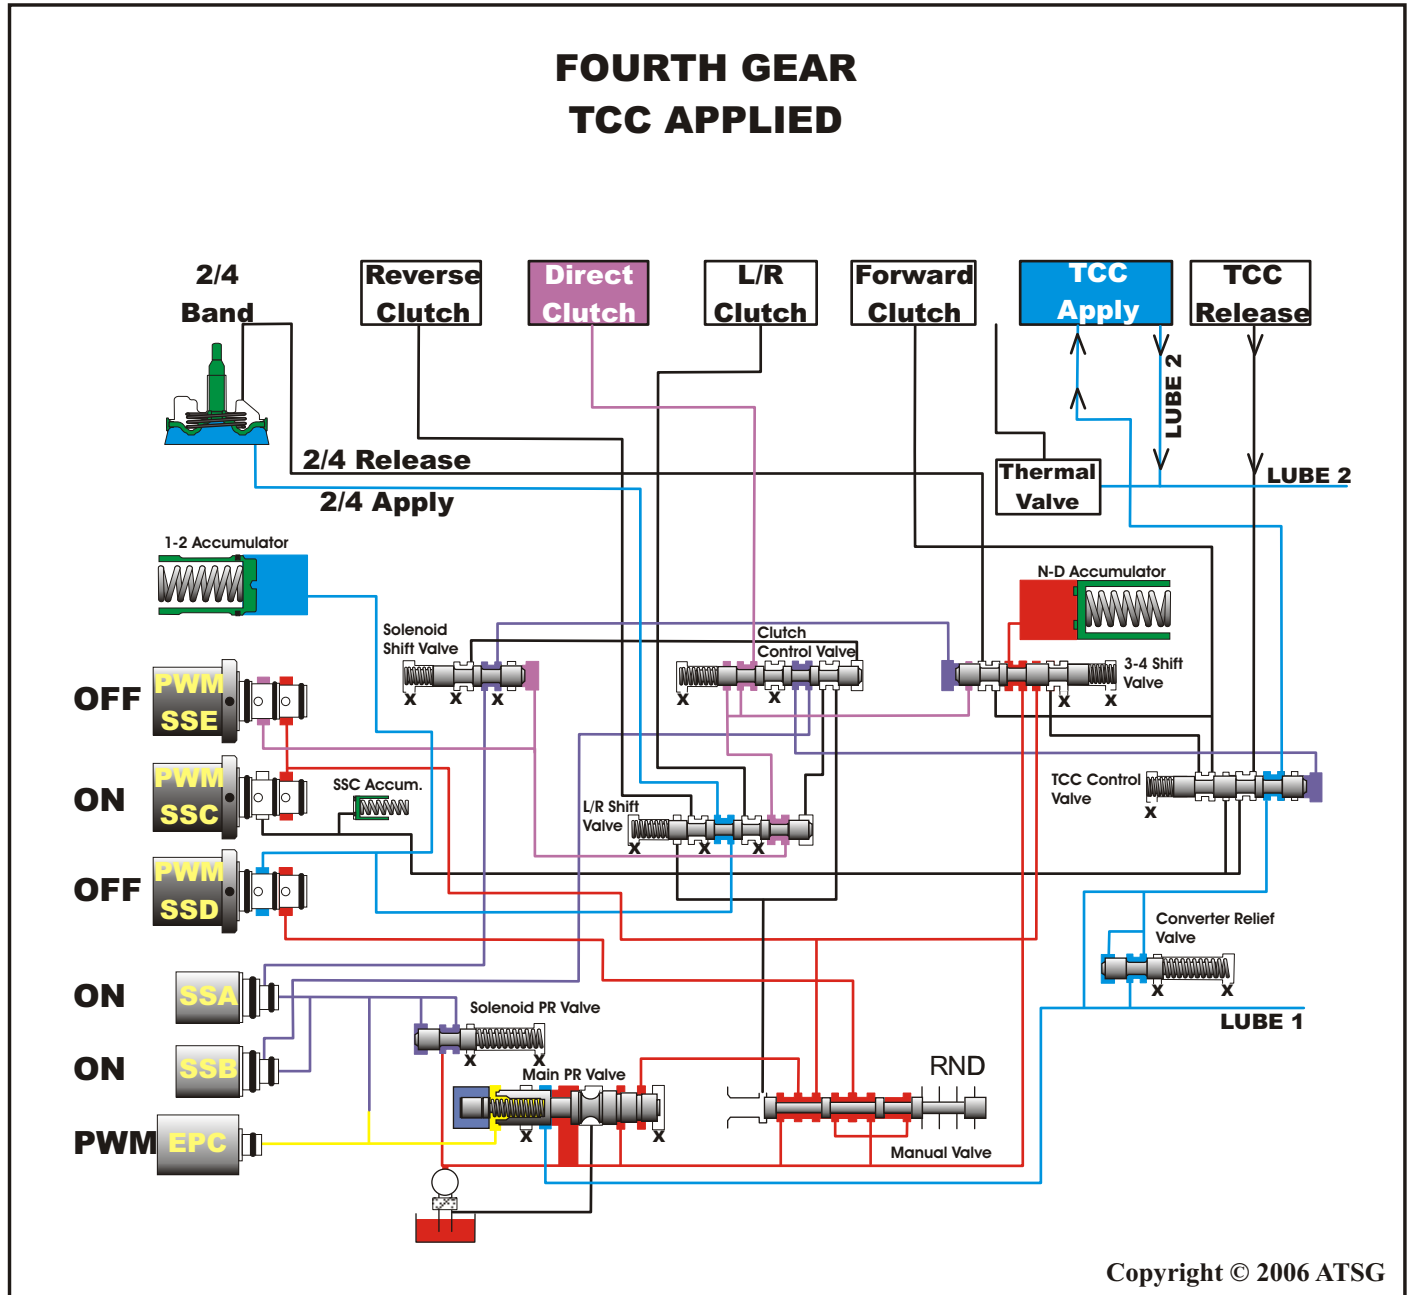 FOURTH GEAR
TCC APPLIED
2/4
Band
Reverse
Clutch
Direct
Clutch
L/R
Clutch
Forward
Clutch
TCC
Apply
TCC
Release
LUBE 2
2/4 Release
2/4 Apply
Thermal
Valve
LUBE 2
1-2 Accumulator
N-D Accumulator
Solenoid
Shift Valve
Clutch
Control Valve
3-4 Shift
Valve
X X X
X X
X X
OFF
PWM
SSE
ON
PWM
SSC
SSC Accum.
L/R Shift
Valve
X X X
TCC Control
Valve
X
OFF
PWM
SSD
Converter Relief
Valve
X X
ON
SSA
Solenoid PR Valve
X X
LUBE 1
ON
SSB
Main PR Valve
X X
RND
Manual Valve
PWM
EPC
Copyright © 2006 ATSG